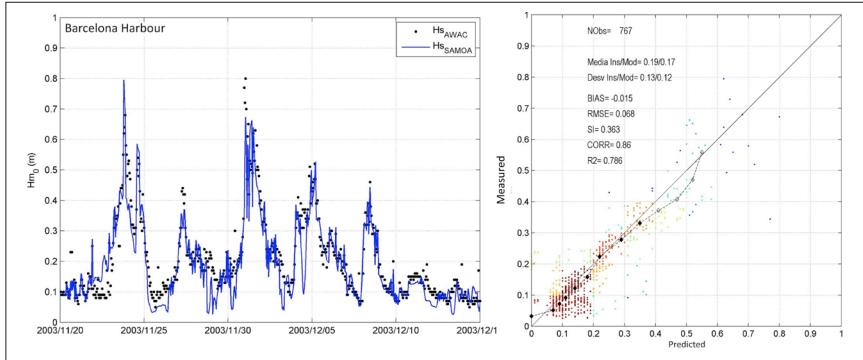 Barcelona Harbour
Hs_AWAC
Hs_SAMOA
Hm_0 (m)
1
0.9
0.8
0.7
0.6
0.5
0.4
0.3
0.2
0.1
0
2003/11/20
2003/11/25
2003/11/30
2003/12/05
2003/12/10
2003/12/1
NObs= 767
Media Ins/Mod= 0.19/0.17
Desv Ins/Mod= 0.13/0.12
BIAS= -0.015
RMSE= 0.068
SI= 0.363
CORR= 0.86
R2= 0.786
Measured
1
0.9
0.8
0.7
0.6
0.5
0.4
0.3
0.2
0.1
0
0
0.1
0.2
0.3
0.4
0.5
0.6
0.7
0.8
0.9
1
Predicted